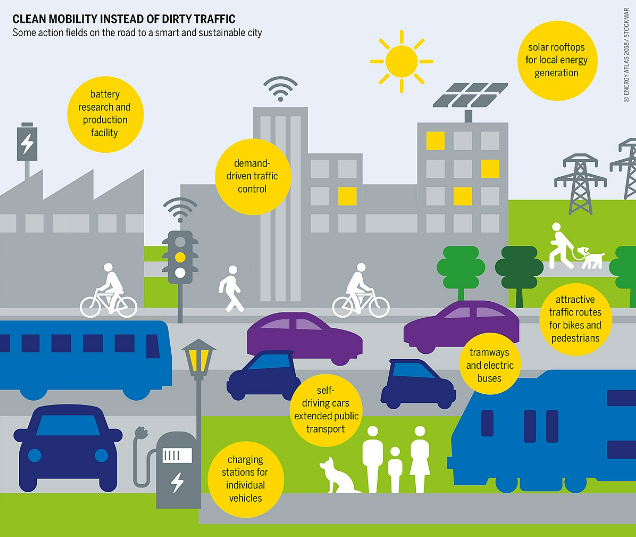 CLEAN MOBILITY INSTEAD OF DIRTY TRAFFIC
Some action fields on the road to a smart and sustainable city
© ENERGY ATLAS 2018 / STOCKMAR
solar rooftops
for local energy
generation
battery
research and
production
facility
demand-
driven traffic
control
attractive
traffic routes
for bikes and
pedestrians
tramways
and electric
buses
self-
driving cars
extended public
transport
charging
stations for
individual
vehicles